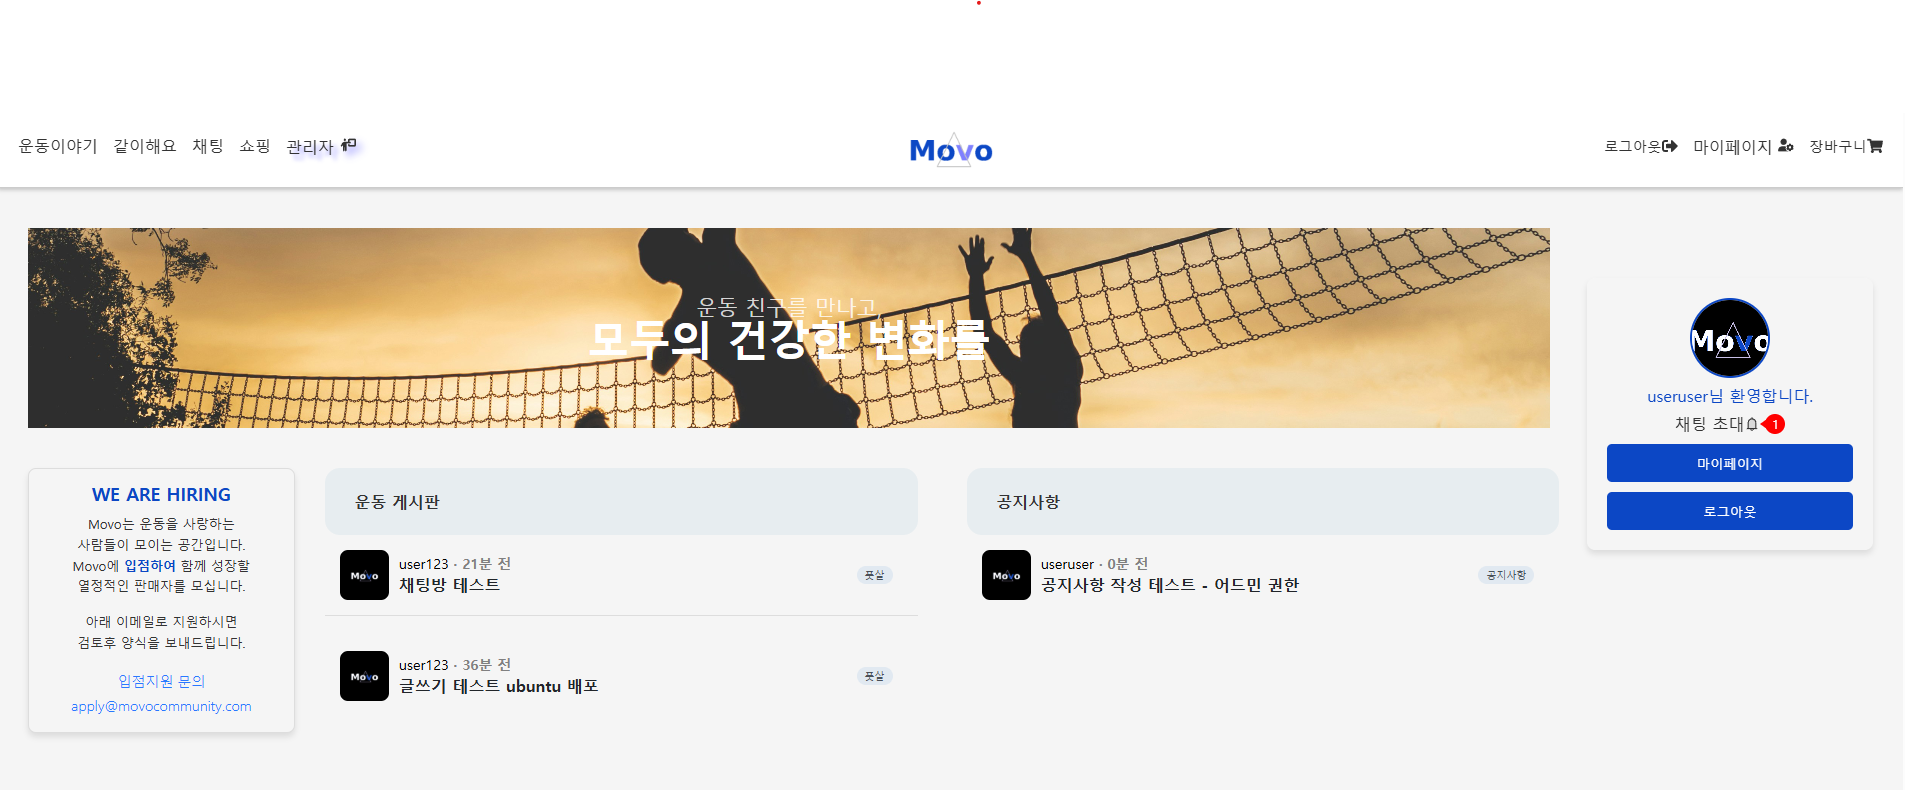 운동이야기 같이해요 채팅 쇼핑 관리자
Movo
로그아웃 마이페이지 장바구니
운동 친구를 만나고,
모두의 건강한 변화를
Movo
useruser님 환영합니다.
채팅 초대 1
마이페이지
로그아웃
WE ARE HIRING
Movo는 운동을 사랑하는
사람들이 모이는 공간입니다.
Movo에 입점하여 함께 성장할
열정적인 판매자를 모십니다.
아래 이메일로 지원하시면
검토후 양식을 보내드립니다.
입점지원 문의
apply@movocommunity.com
운동 게시판
Movo
user123 · 21분 전
채팅방 테스트
풋살
Movo
user123 · 36분 전
글쓰기 테스트 ubuntu 배포
풋살
공지사항
Movo
useruser · 0분 전
공지사항 작성 테스트 - 어드민 권한
공지사항